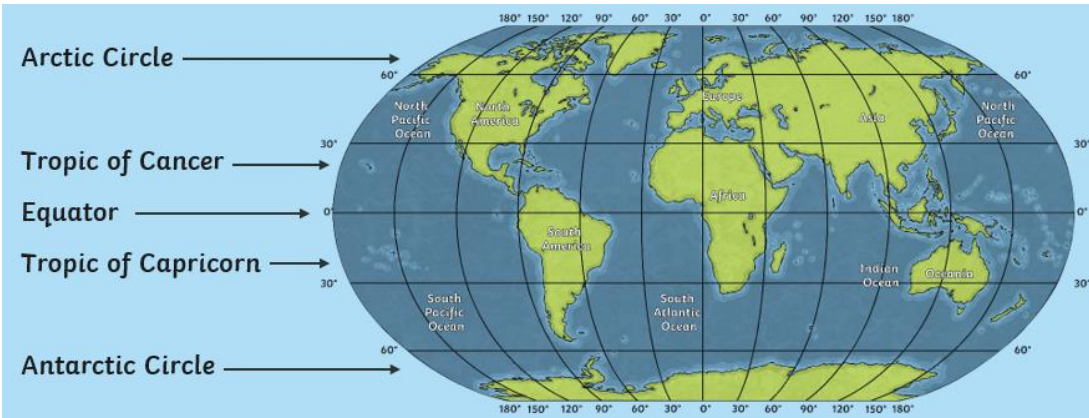 180° 150° 120° 90° 60° 30° 0° 30° 60° 90° 120° 150° 180°
Arctic Circle
60° 60°
North
Pacific
Ocean
North
America
Europe
Asia
North
Pacific
Ocean
30° 30°
Tropic of Cancer
Africa
Equator
0° 0°
South
America
Tropic of Capricorn
Indian
Ocean
Oceania
30° 30°
South
Pacific
Ocean
South
Atlantic
Ocean
60° 60°
Antarctic Circle
180° 150° 120° 90° 60° 30° 0° 30° 60° 90° 120° 150° 180°